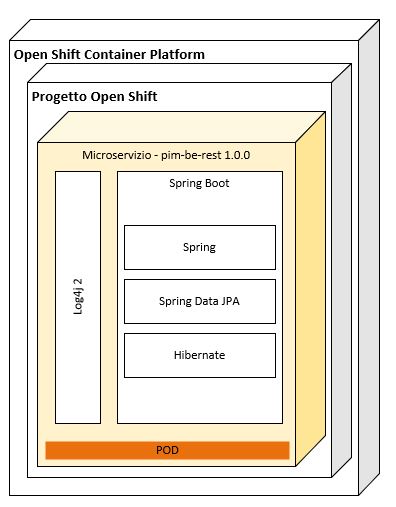 Open Shift Container Platform
Progetto Open Shift
Microservizio - pim-be-rest 1.0.0
Log4j 2
Spring Boot
Spring
Spring Data JPA
Hibernate
POD